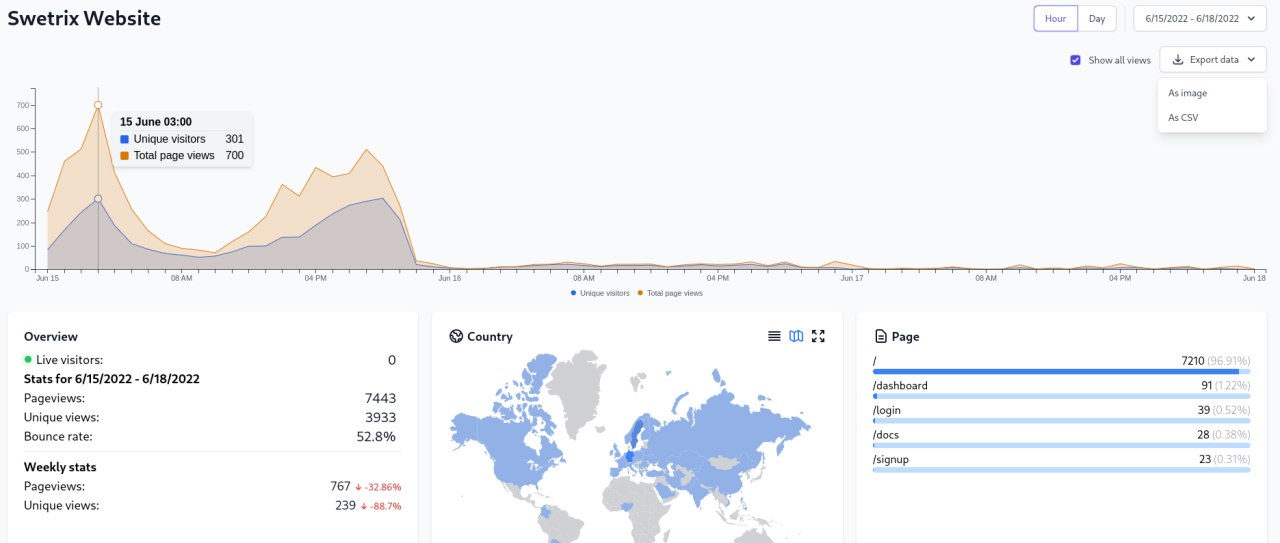 Swetrix Website
Hour Day 6/15/2022 - 6/18/2022
Show all views Export data
As image
As CSV
700
600
500
400
300
200
100
0
15 June 03:00
Unique visitors 301
Total page views 700
Jun 15 08 AM 04 PM Jun 16 08 AM 04 PM Jun 17 08 AM 04 PM Jun 18
Unique visitors Total page views
Overview
Live visitors: 0
Stats for 6/15/2022 - 6/18/2022
Pageviews: 7443
Unique views: 3933
Bounce rate: 52.8%
Weekly stats
Pageviews: 767 ↓ -32.86%
Unique views: 239 ↓ -88.7%
Country
Page
/ 7210 (96.91%)
/dashboard 91 (1.22%)
/login 39 (0.52%)
/docs 28 (0.38%)
/signup 23 (0.31%)